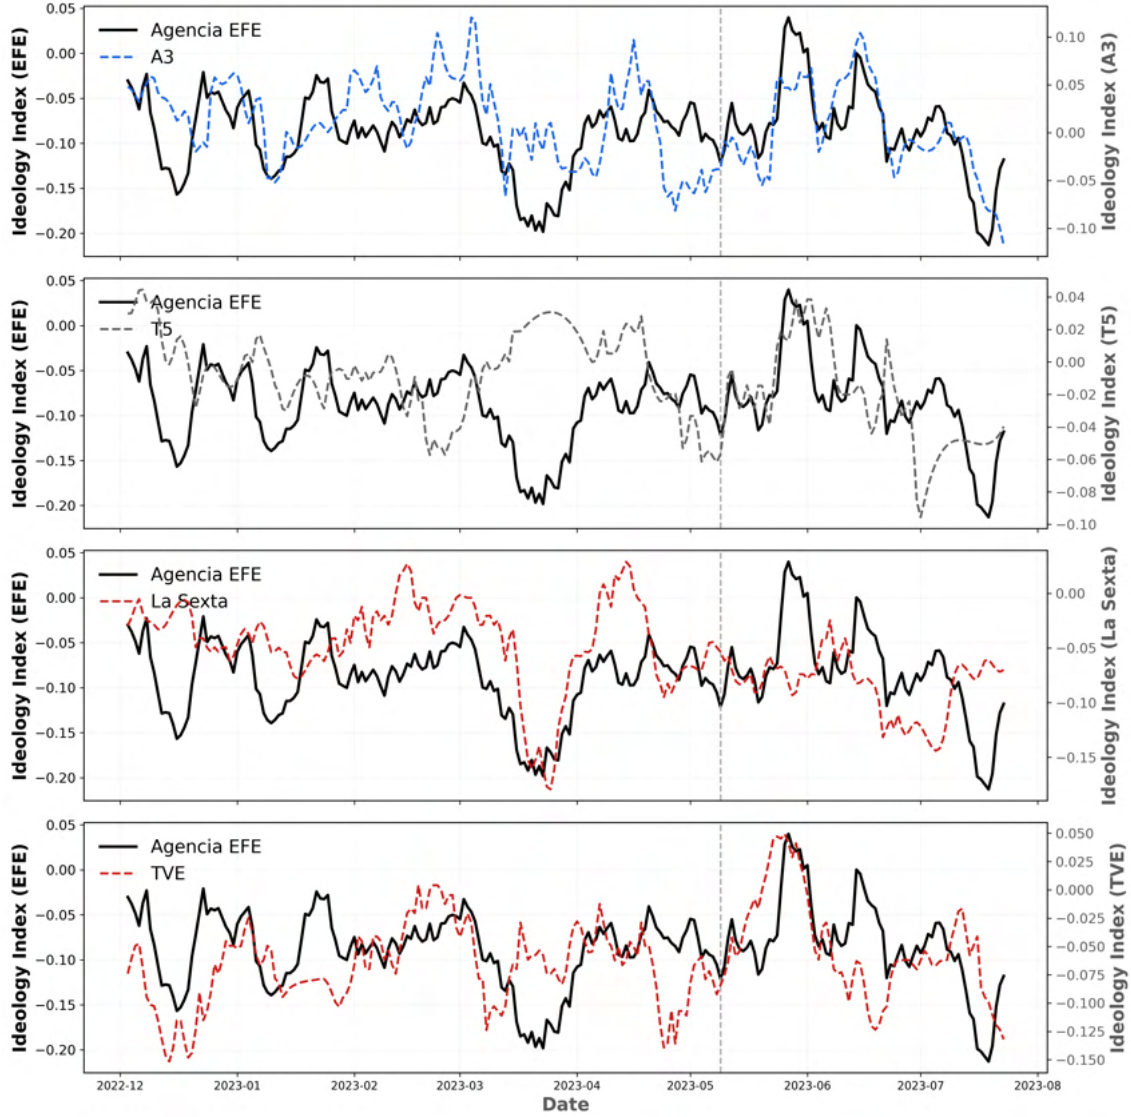 0.05
0.00
−0.05
−0.10
−0.15
−0.20
Ideology Index (EFE)
Agencia EFE
A3
0.10
0.05
0.00
−0.05
−0.10
Ideology Index (A3)
0.05
0.00
−0.05
−0.10
−0.15
−0.20
Ideology Index (EFE)
Agencia EFE
T5
0.04
0.02
0.00
−0.02
−0.04
−0.06
−0.08
−0.10
Ideology Index (T5)
0.05
0.00
−0.05
−0.10
−0.15
−0.20
Ideology Index (EFE)
Agencia EFE
La Sexta
0.00
−0.05
−0.10
−0.15
Ideology Index (La Sexta)
0.05
0.00
−0.05
−0.10
−0.15
−0.20
Ideology Index (EFE)
Agencia EFE
TVE
0.050
0.025
0.000
−0.025
−0.050
−0.075
−0.100
−0.125
−0.150
Ideology Index (TVE)
2022-12 2023-01 2023-02 2023-03 2023-04 2023-05 2023-06 2023-07 2023-08
Date